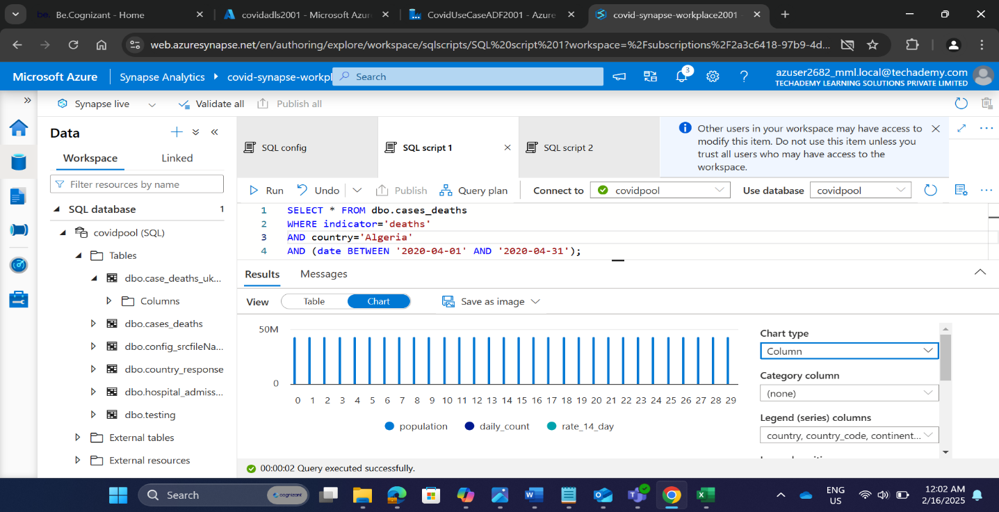 be. Be.Cognizant - Home
covidadls2001 - Microsoft Azur
CovidUseCaseADF2001 - Azure
covid-synapse-workplace2001
web.azuresynapse.net/en/authoring/explore/workspace/sqlscripts/SQL%20script%201?workspace=%2Fsubscriptions%2F2a3c6418-97b9-4d...
Microsoft Azure
Synapse Analytics
covid-synapse-workpl
Search
3
azuser2682_mml.local@techademy.com
TECHADEMY LEARNING SOLUTIONS PRIVATE LIMITED
Synapse live
Validate all
Publish all
Data
Workspace
Linked
Filter resources by name
SQL database
1
covidpool (SQL)
Tables
dbo.case_deaths_uk...
Columns
dbo.cases_deaths
dbo.config_srcfileNa...
dbo.country_response
dbo.hospital_admiss...
dbo.testing
External tables
External resources
SQL config
SQL script 1
SQL script 2
Other users in your workspace may have access to
modify this item. Do not use this item unless you
trust all users who may have access to the
workspace.
Run
Undo
Publish
Query plan
Connect to
covidpool
Use database
covidpool
1 SELECT * FROM dbo.cases_deaths
2 WHERE indicator='deaths'
3 AND country='Algeria'
4 AND (date BETWEEN '2020-04-01' AND '2020-04-31');
Results
Messages
View
Table
Chart
Save as image
50M
0
0 1 2 3 4 5 6 7 8 9 10 11 12 13 14 15 16 17 18 19 20 21 22 23 24 25 26 27 28 29
population
daily_count
rate_14_day
Chart type
Column
Category column
(none)
Legend (series) columns
country, country_code, continent...
00:00:02 Query executed successfully.
Search
cognizant
ENG
US
12:02 AM
2/16/2025